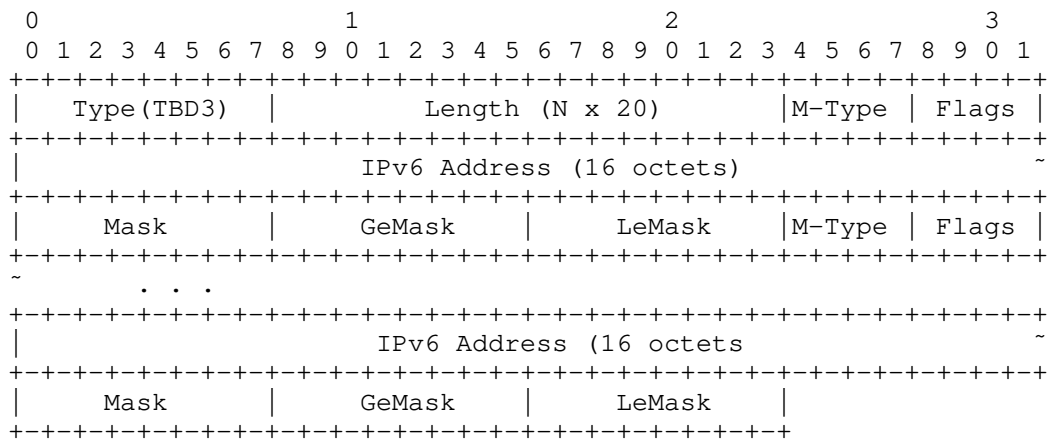 0                   1                   2                   3
 0 1 2 3 4 5 6 7 8 9 0 1 2 3 4 5 6 7 8 9 0 1 2 3 4 5 6 7 8 9 0 1
+-+-+-+-+-+-+-+-+-+-+-+-+-+-+-+-+-+-+-+-+-+-+-+-+-+-+-+-+-+-+-+-+
|   Type(TBD3)  |         Length (N x 20)       |M-Type | Flags |
+-+-+-+-+-+-+-+-+-+-+-+-+-+-+-+-+-+-+-+-+-+-+-+-+-+-+-+-+-+-+-+-+
|                     IPv6 Address (16 octets)                  ~
+-+-+-+-+-+-+-+-+-+-+-+-+-+-+-+-+-+-+-+-+-+-+-+-+-+-+-+-+-+-+-+-+
|     Mask      |     GeMask    |     LeMask    |M-Type | Flags |
+-+-+-+-+-+-+-+-+-+-+-+-+-+-+-+-+-+-+-+-+-+-+-+-+-+-+-+-+-+-+-+-+
~       . . .
+-+-+-+-+-+-+-+-+-+-+-+-+-+-+-+-+-+-+-+-+-+-+-+-+-+-+-+-+-+-+-+-+
|                      IPv6 Address (16 octets                  ~
+-+-+-+-+-+-+-+-+-+-+-+-+-+-+-+-+-+-+-+-+-+-+-+-+-+-+-+-+-+-+-+-+
|     Mask      |     GeMask    |     LeMask    |
+-+-+-+-+-+-+-+-+-+-+-+-+-+-+-+-+-+-+-+-+-+-+-+-+